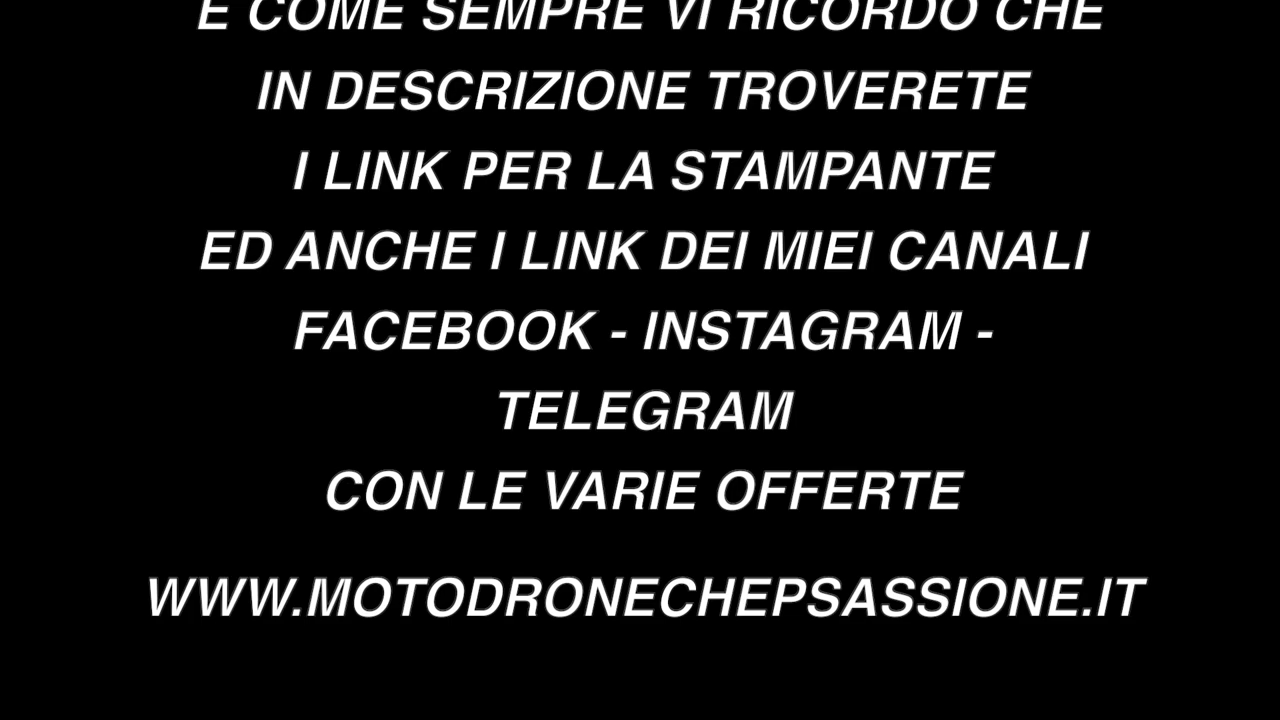 E COME SEMPRE VI RICORDO CHE
IN DESCRIZIONE TROVERETE
I LINK PER LA STAMPANTE
ED ANCHE I LINK DEI MIEI CANALI
FACEBOOK - INSTAGRAM -
TELEGRAM
CON LE VARIE OFFERTE
WWW.MOTODRONECHEPSASSIONE.IT